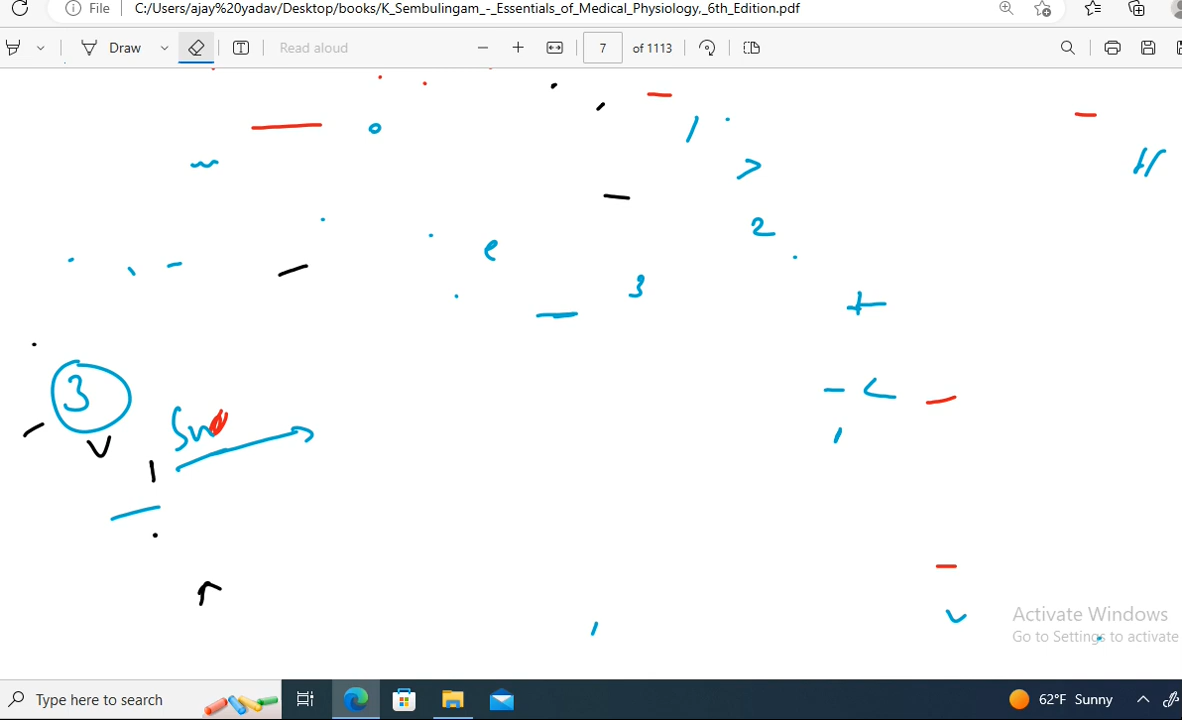 File C:/Users/ajay%20yadav/Desktop/books/K_Sembulingam_-_Essentials_of_Medical_Physiology,_6th_Edition.pdf
Draw Read aloud − + 7 of 1113
>
2
e
3
+
3
Activate Windows
Go to Settings to activate
Type here to search 62°F Sunny